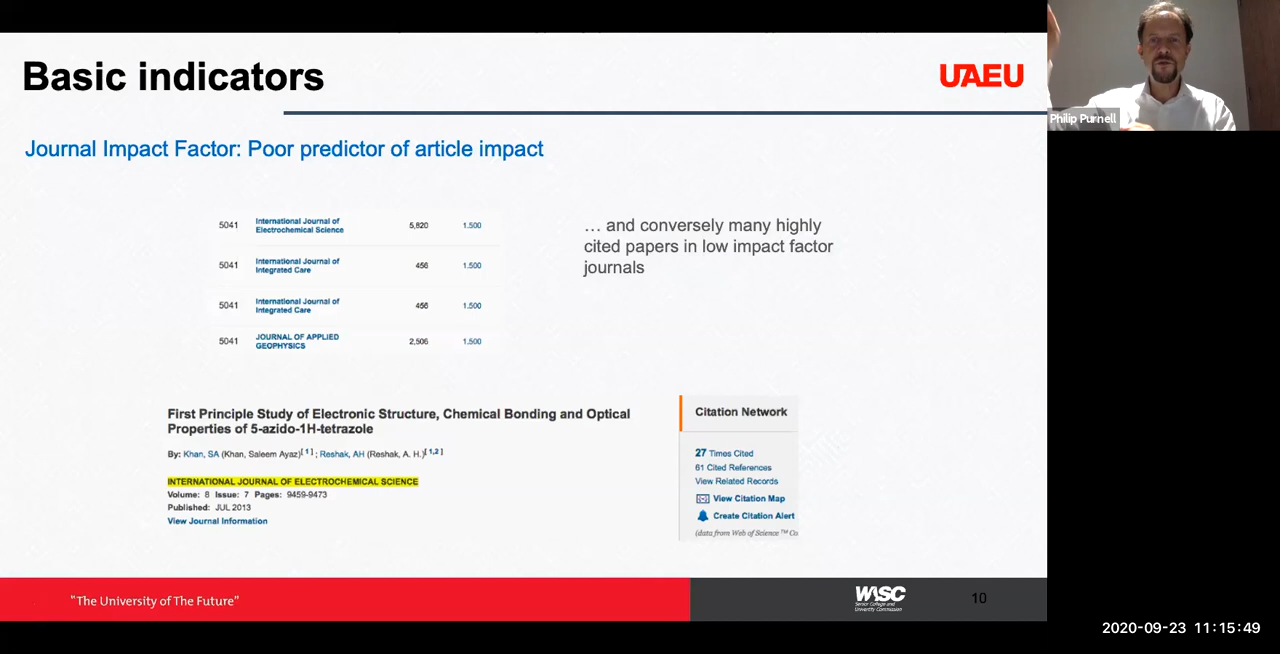 Basic indicators
UAEU
Philip Purnell
Journal Impact Factor: Poor predictor of article impact
5041 International Journal of Electrochemical Science 5,820 1.500
5041 International Journal of Integrated Care 456 1.500
5041 International Journal of Integrated Care 456 1.500
5041 JOURNAL OF APPLIED GEOPHYSICS 2,506 1.500
… and conversely many highly
cited papers in low impact factor
journals
First Principle Study of Electronic Structure, Chemical Bonding and Optical
Properties of 5-azido-1H-tetrazole
By: Khan, SA (Khan, Saleem Ayaz)[ 1 ] ; Reshak, AH (Reshak, A. H.)[ 1,2 ]
INTERNATIONAL JOURNAL OF ELECTROCHEMICAL SCIENCE
Volume: 8 Issue: 7 Pages: 9459-9473
Published: JUL 2013
View Journal Information
Citation Network
27 Times Cited
61 Cited References
View Related Records
View Citation Map
Create Citation Alert
(data from Web of Science ™ Co
"The University of The Future"
WASC
Senior College and
University Commission
10
2020-09-23 11:15:49